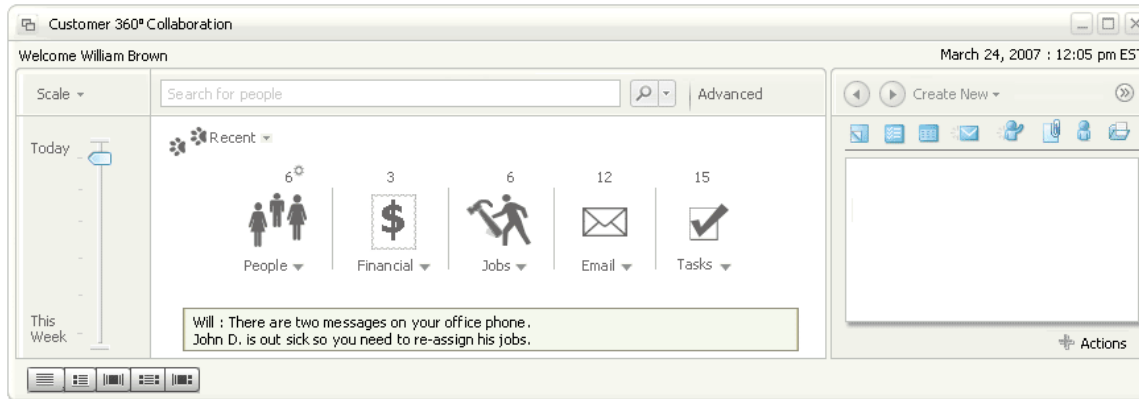 Customer 360º Collaboration
Welcome William Brown
March 24, 2007 : 12:05 pm EST
Scale
Search for people
Advanced
Create New
Today
Recent
6
3
6
12
15
$
People
Financial
Jobs
Email
Tasks
This
Week
Will : There are two messages on your office phone.
John D. is out sick so you need to re-assign his jobs.
Actions